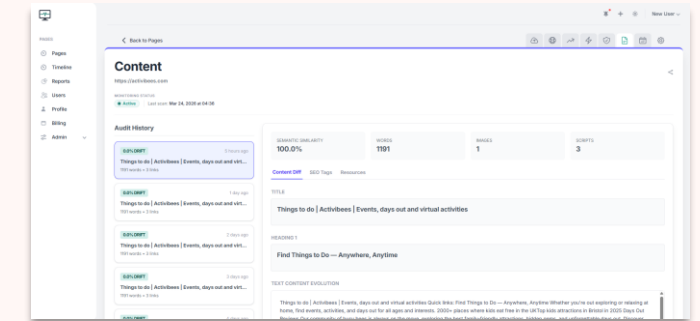 New User
PAGES
Pages
Timeline
Reports
Users
Profile
Billing
Admin
Back to Pages
Content
https://activibees.com
MONITORING STATUS
Active
Last scan: Mar 24, 2026 at 04:38
Audit History
0.0% DRIFT
5 hours ago
Things to do | Activibees | Events, days out and virt...
1191 words • 3 links
0.0% DRIFT
1 day ago
Things to do | Activibees | Events, days out and virt...
1191 words • 3 links
0.0% DRIFT
2 days ago
Things to do | Activibees | Events, days out and virt...
1191 words • 3 links
0.0% DRIFT
3 days ago
Things to do | Activibees | Events, days out and virt...
1191 words • 3 links
0.0% DRIFT
SEMANTIC SIMILARITY
100.0%
WORDS
1191
IMAGES
1
SCRIPTS
3
Content Diff
SEO Tags
Resources
TITLE
Things to do | Activibees | Events, days out and virtual activities
HEADING 1
Find Things to Do — Anywhere, Anytime
TEXT CONTENT EVOLUTION
Things to do | Activibees | Events, days out and virtual activities Quick links: Find Things to Do — Anywhere, Anytime Whether you're out exploring or relaxing at
home, find events, activities, and days out for all ages and interests. 2000+ places where kids eat free in the UK Top kids attractions in Bristol in 2025 Days Out